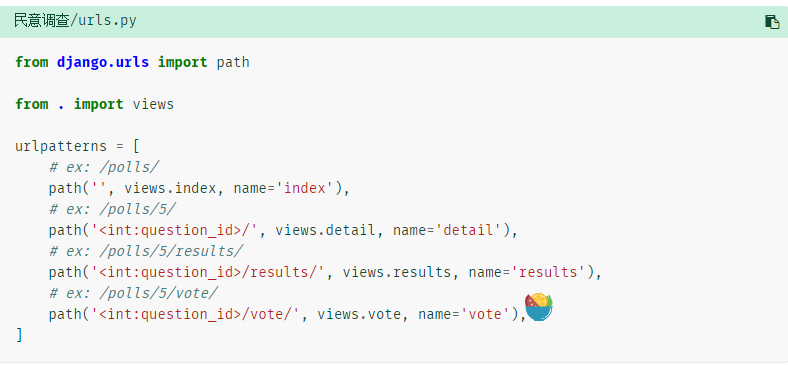 民意调查/urls.py
from django.urls import path
from . import views
urlpatterns = [
# ex: /polls/
path('', views.index, name='index'),
# ex: /polls/5/
path('<int:question_id>/', views.detail, name='detail'),
# ex: /polls/5/results/
path('<int:question_id>/results/', views.results, name='results'),
# ex: /polls/5/vote/
path('<int:question_id>/vote/', views.vote, name='vote'),
]